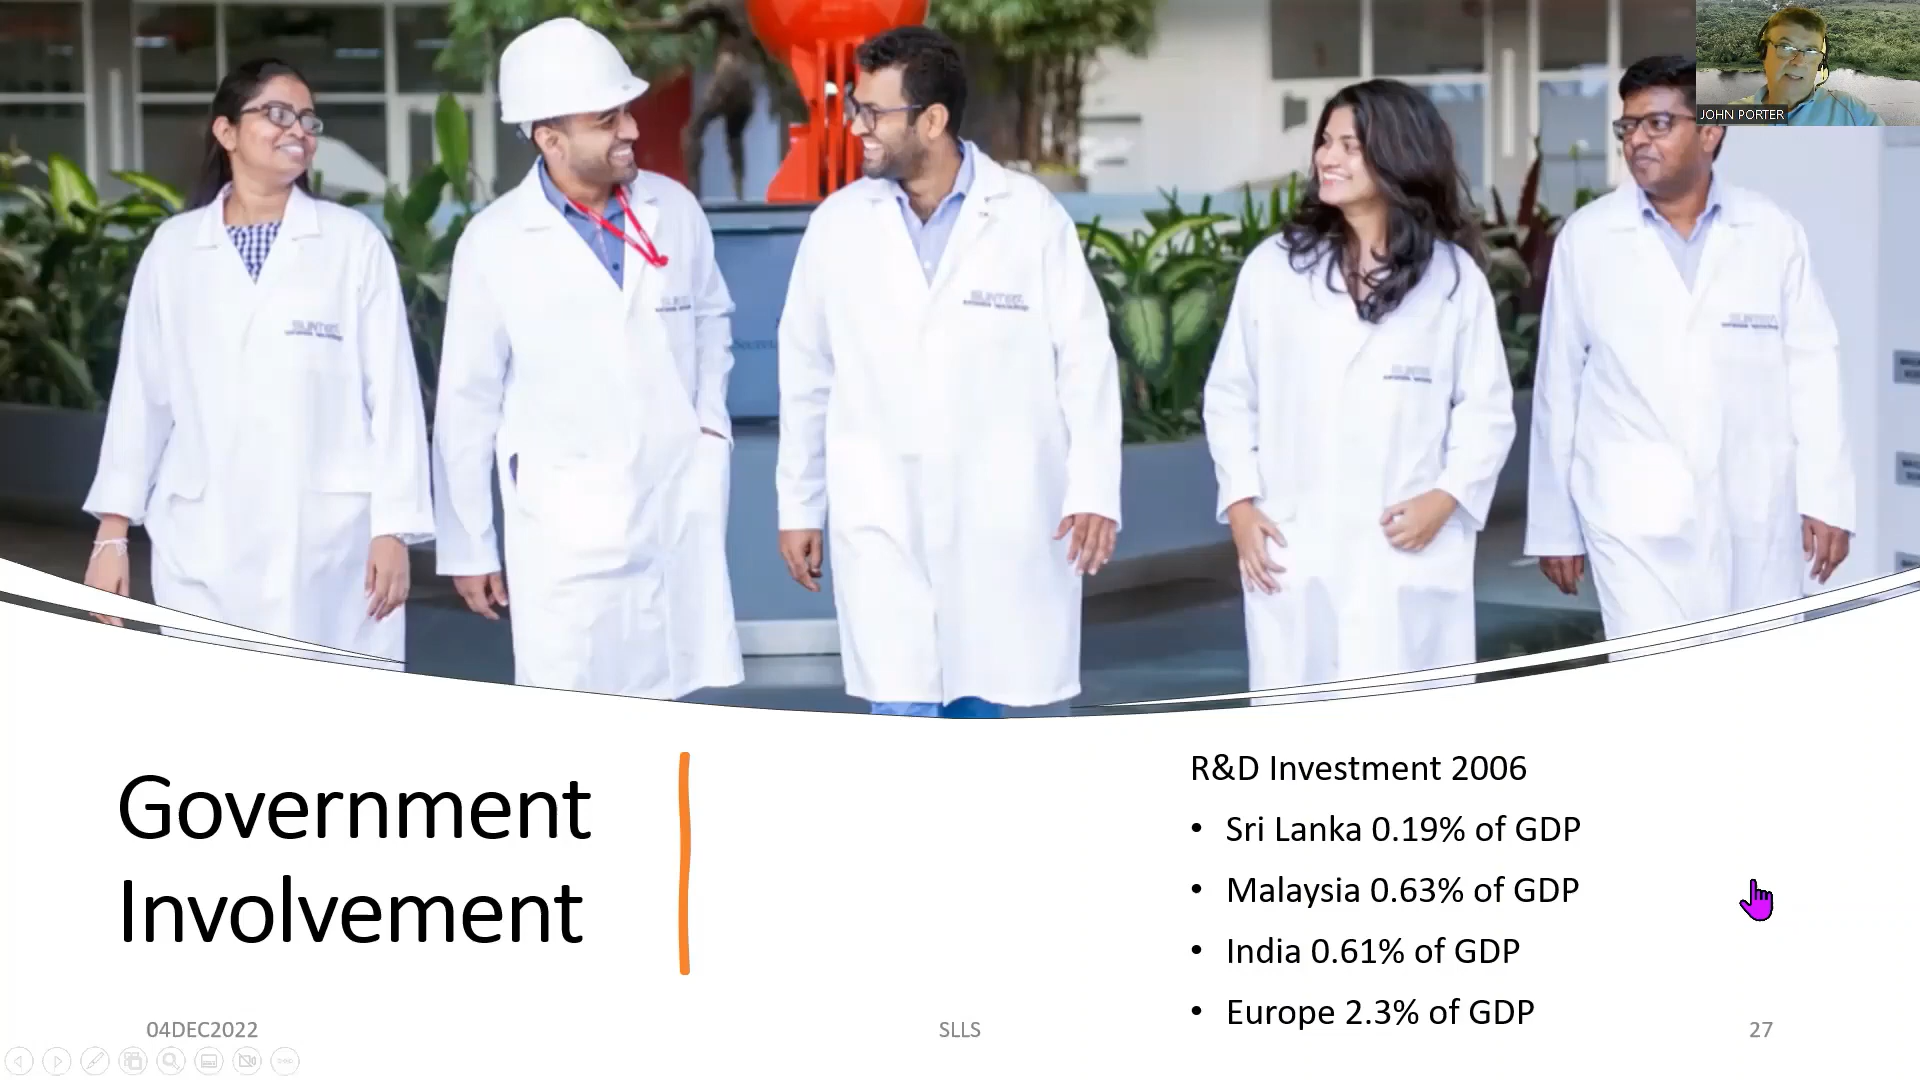 JOHN PORTER
Government
Involvement
R&D Investment 2006
• Sri Lanka 0.19% of GDP
• Malaysia 0.63% of GDP
• India 0.61% of GDP
• Europe 2.3% of GDP
04DEC2022
SLLS
27